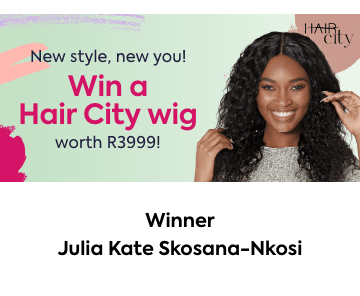 HAIR
city
New style, new you!
Win a
Hair City wig
worth R3999!
Winner
Julia Kate Skosana-Nkosi